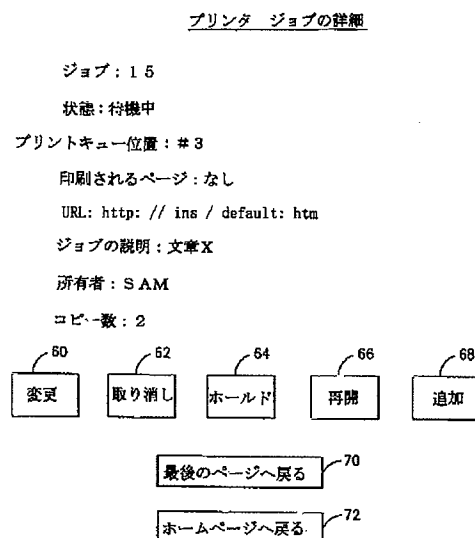 プリンタ　ジョブの詳細
ジョブ：１５
状態：待機中
プリントキュー位置：＃３
印刷されるページ：なし
URL: http: // ins / default: htm
ジョブの説明：文章Ｘ
所有者：ＳＡＭ
コピー数：２
60 62 64 66 68
変更 取り消し ホールド 再開 追加
最後のページへ戻る 70
ホームページへ戻る 72